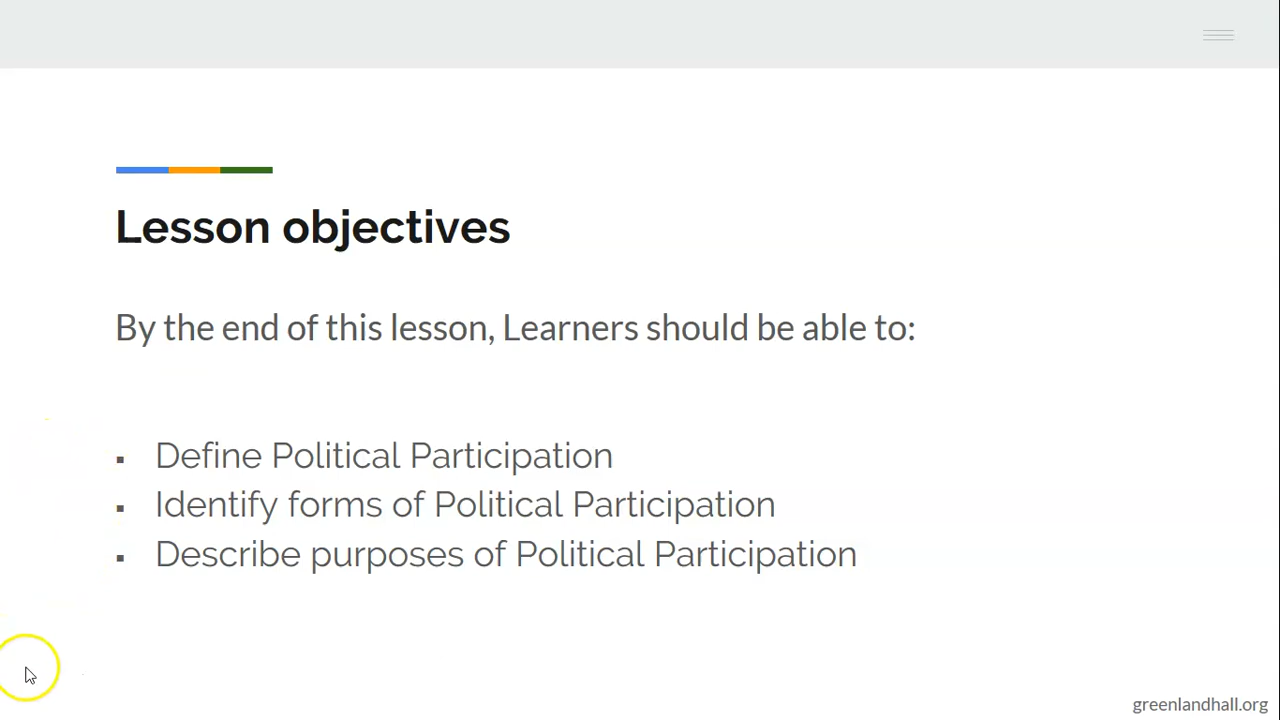 Lesson objectives
By the end of this lesson, Learners should be able to:
▪ Define Political Participation
▪ Identify forms of Political Participation
▪ Describe purposes of Political Participation
greenlandhall.org